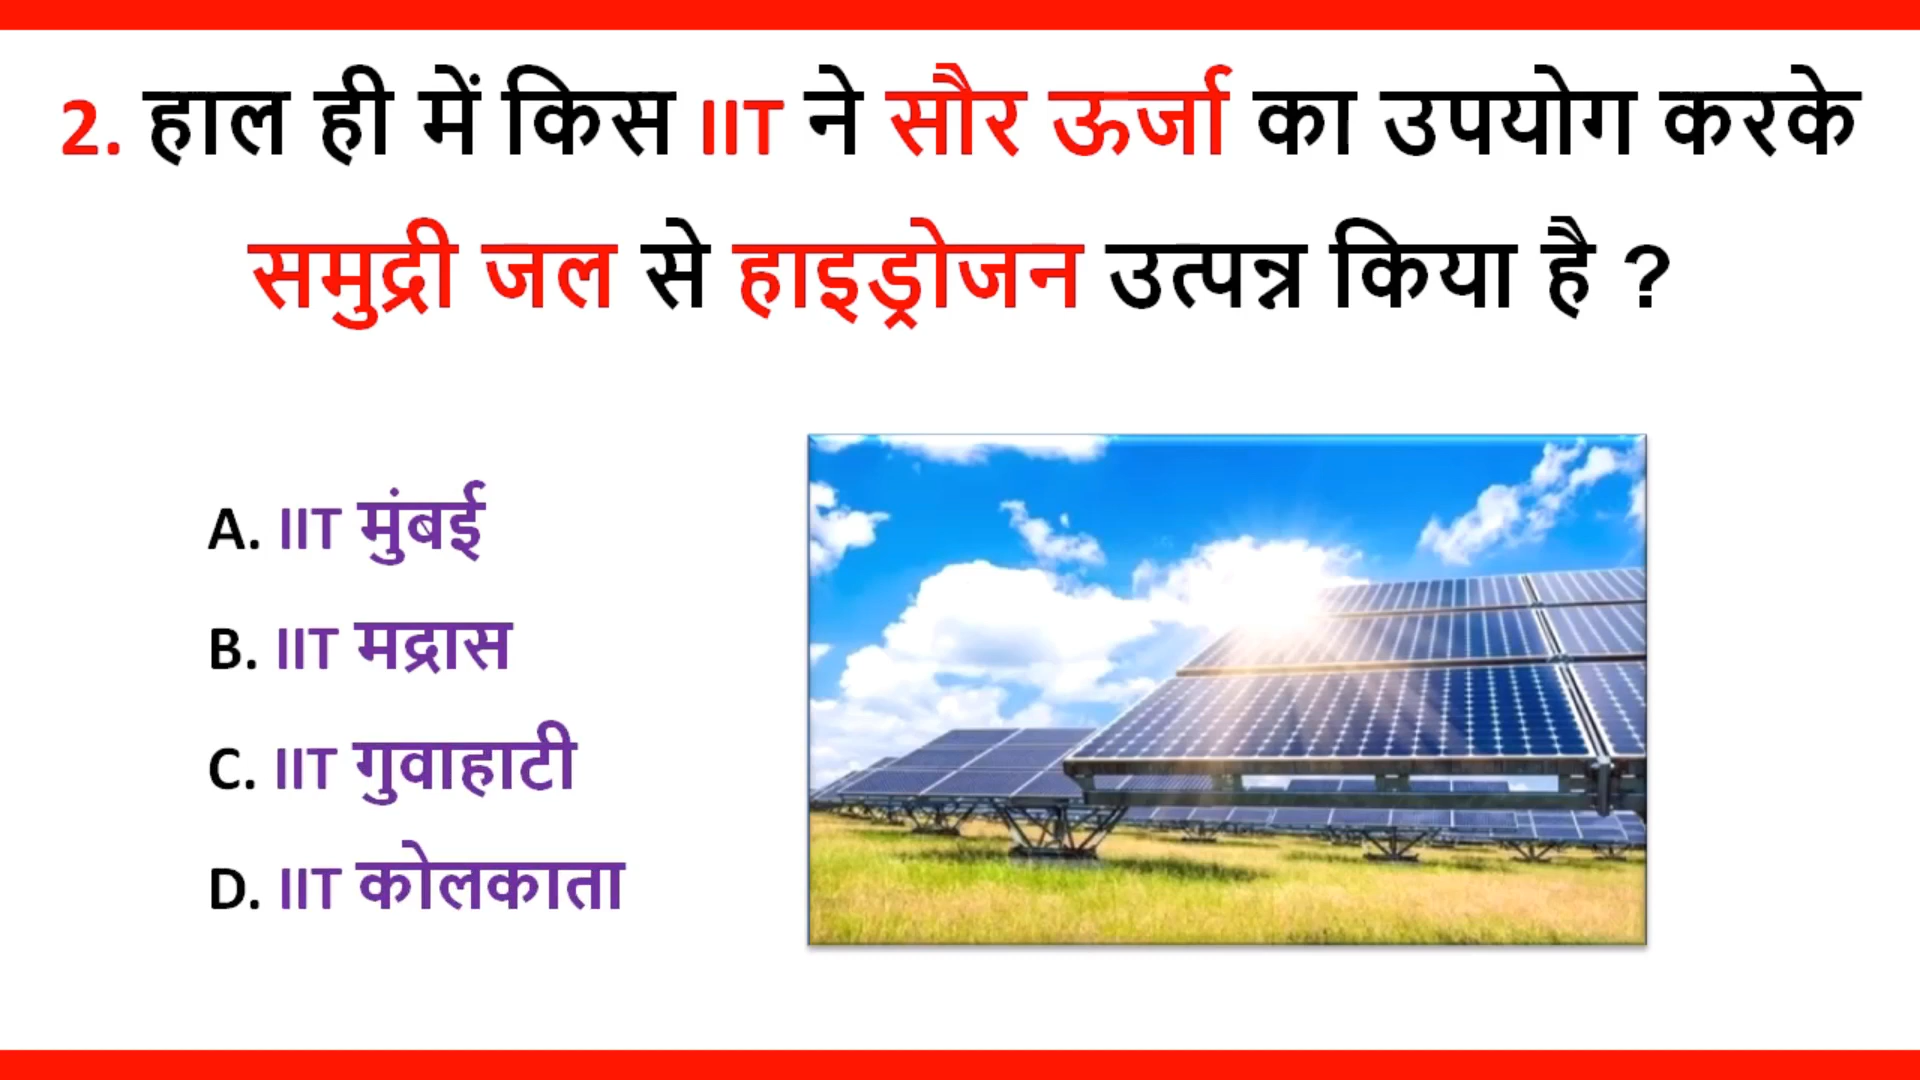 2. हाल ही में किस IIT ने सौर ऊर्जा का उपयोग करके
समुद्री जल से हाइड्रोजन उत्पन्न किया है ?
A. IIT मुंबई
B. IIT मद्रास
C. IIT गुवाहाटी
D. IIT कोलकाता